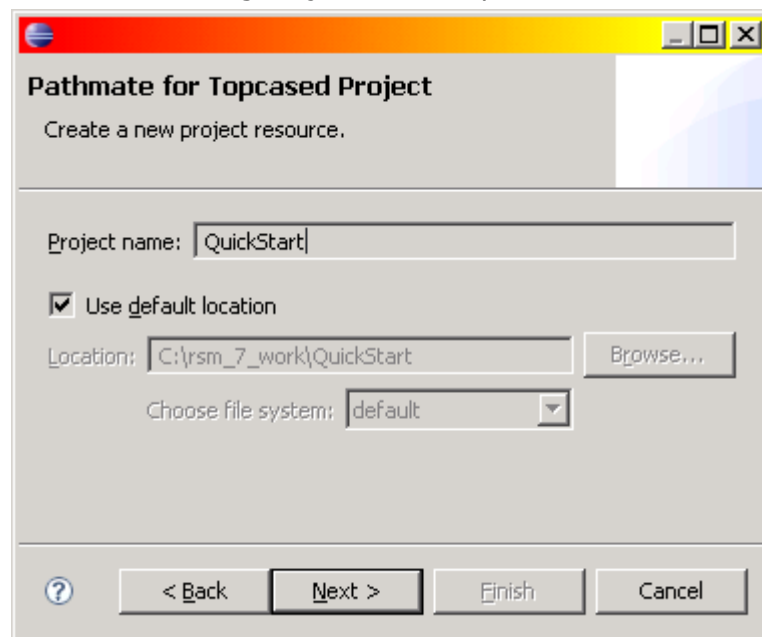 Pathmate for Topcased Project
Create a new project resource.
Project name: QuickStart
Use default location
Location: C:\rsm_7_work\QuickStart Browse...
Choose file system: default
? < Back Next > Finish Cancel